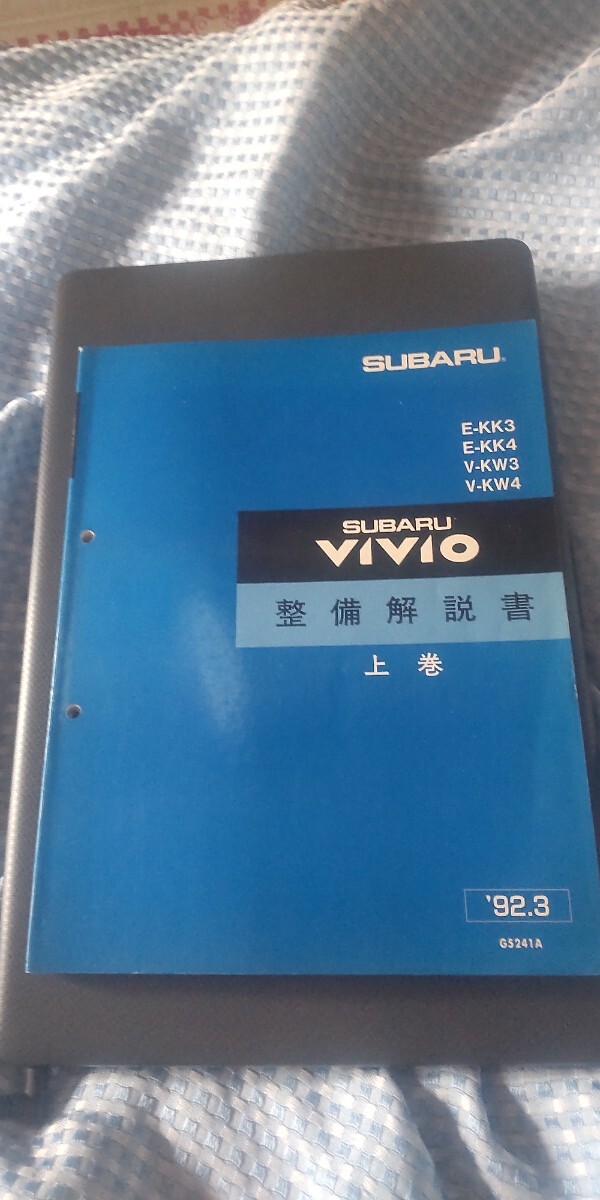 SUBARU®
E-KK3
E-KK4
V-KW3
V-KW4
SUBARU
VIVIO
整備解説書
上巻
'92.3
G5241A